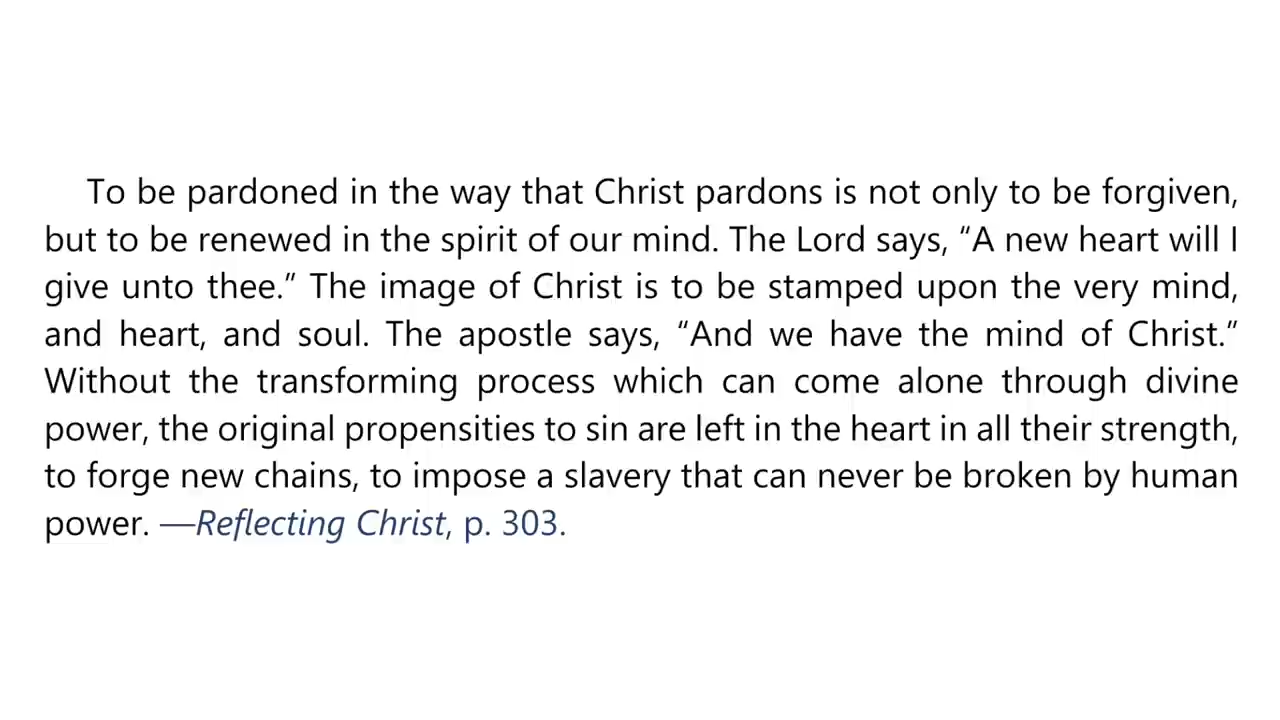 To be pardoned in the way that Christ pardons is not only to be forgiven,
but to be renewed in the spirit of our mind. The Lord says, “A new heart will I
give unto thee.” The image of Christ is to be stamped upon the very mind,
and heart, and soul. The apostle says, “And we have the mind of Christ.”
Without the transforming process which can come alone through divine
power, the original propensities to sin are left in the heart in all their strength,
to forge new chains, to impose a slavery that can never be broken by human
power. —Reflecting Christ, p. 303.